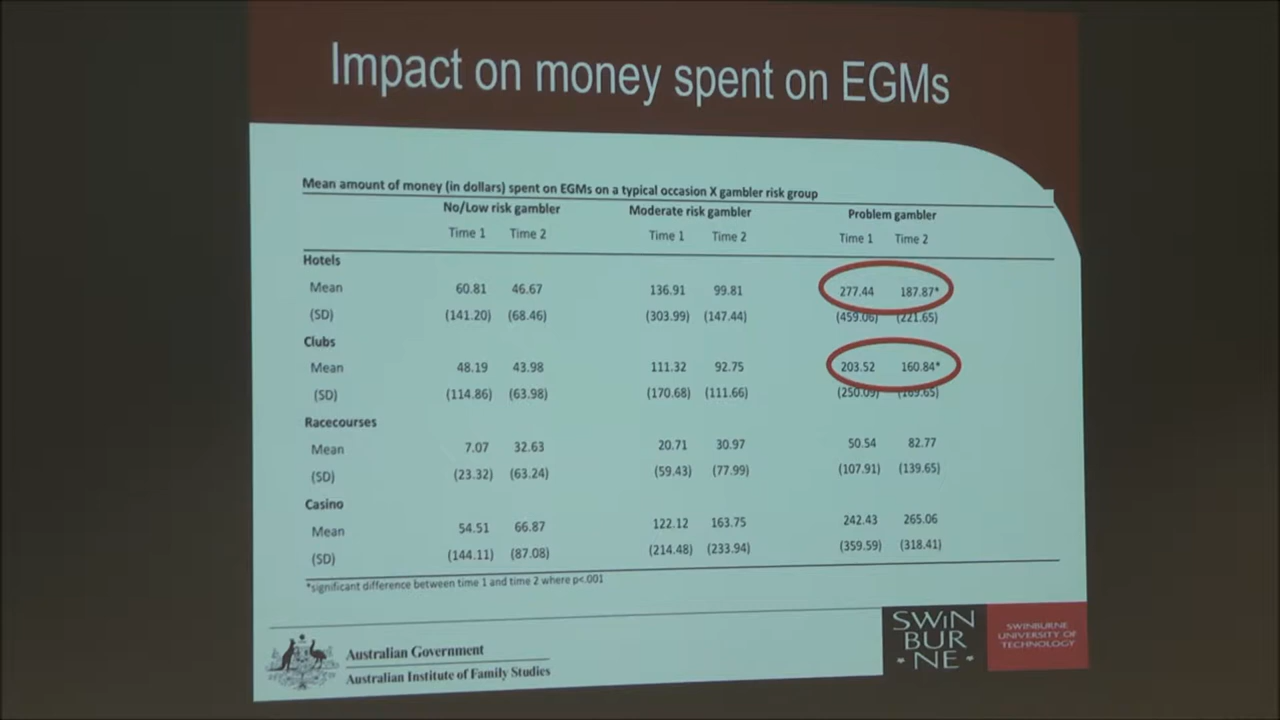 Impact on money spent on EGMs
Mean amount of money (in dollars) spent on EGMs on a typical occasion X gambler risk group
No/Low risk gambler Moderate risk gambler Problem gambler
Time 1 Time 2 Time 1 Time 2 Time 1 Time 2
Hotels
Mean 60.81 46.67 136.91 99.81 277.44 187.87*
(SD) (141.20) (68.46) (303.99) (147.44) (459.06) (221.65)
Clubs
Mean 48.19 43.98 111.32 92.75 203.52 160.84*
(SD) (114.86) (63.98) (170.68) (111.66) (250.09) (169.65)
Racecourses
Mean 7.07 32.63 20.71 30.97 50.54 82.77
(SD) (23.32) (63.24) (59.43) (77.99) (107.91) (139.65)
Casino
Mean 54.51 66.87 122.12 163.75 242.43 265.06
(SD) (144.11) (87.08) (214.48) (233.94) (359.59) (318.41)
*significant difference between time 1 and time 2 where p<.001
Australian Government
Australian Institute of Family Studies
SWIN
BUR
* NE *
SWINBURNE
UNIVERSITY OF
TECHNOLOGY